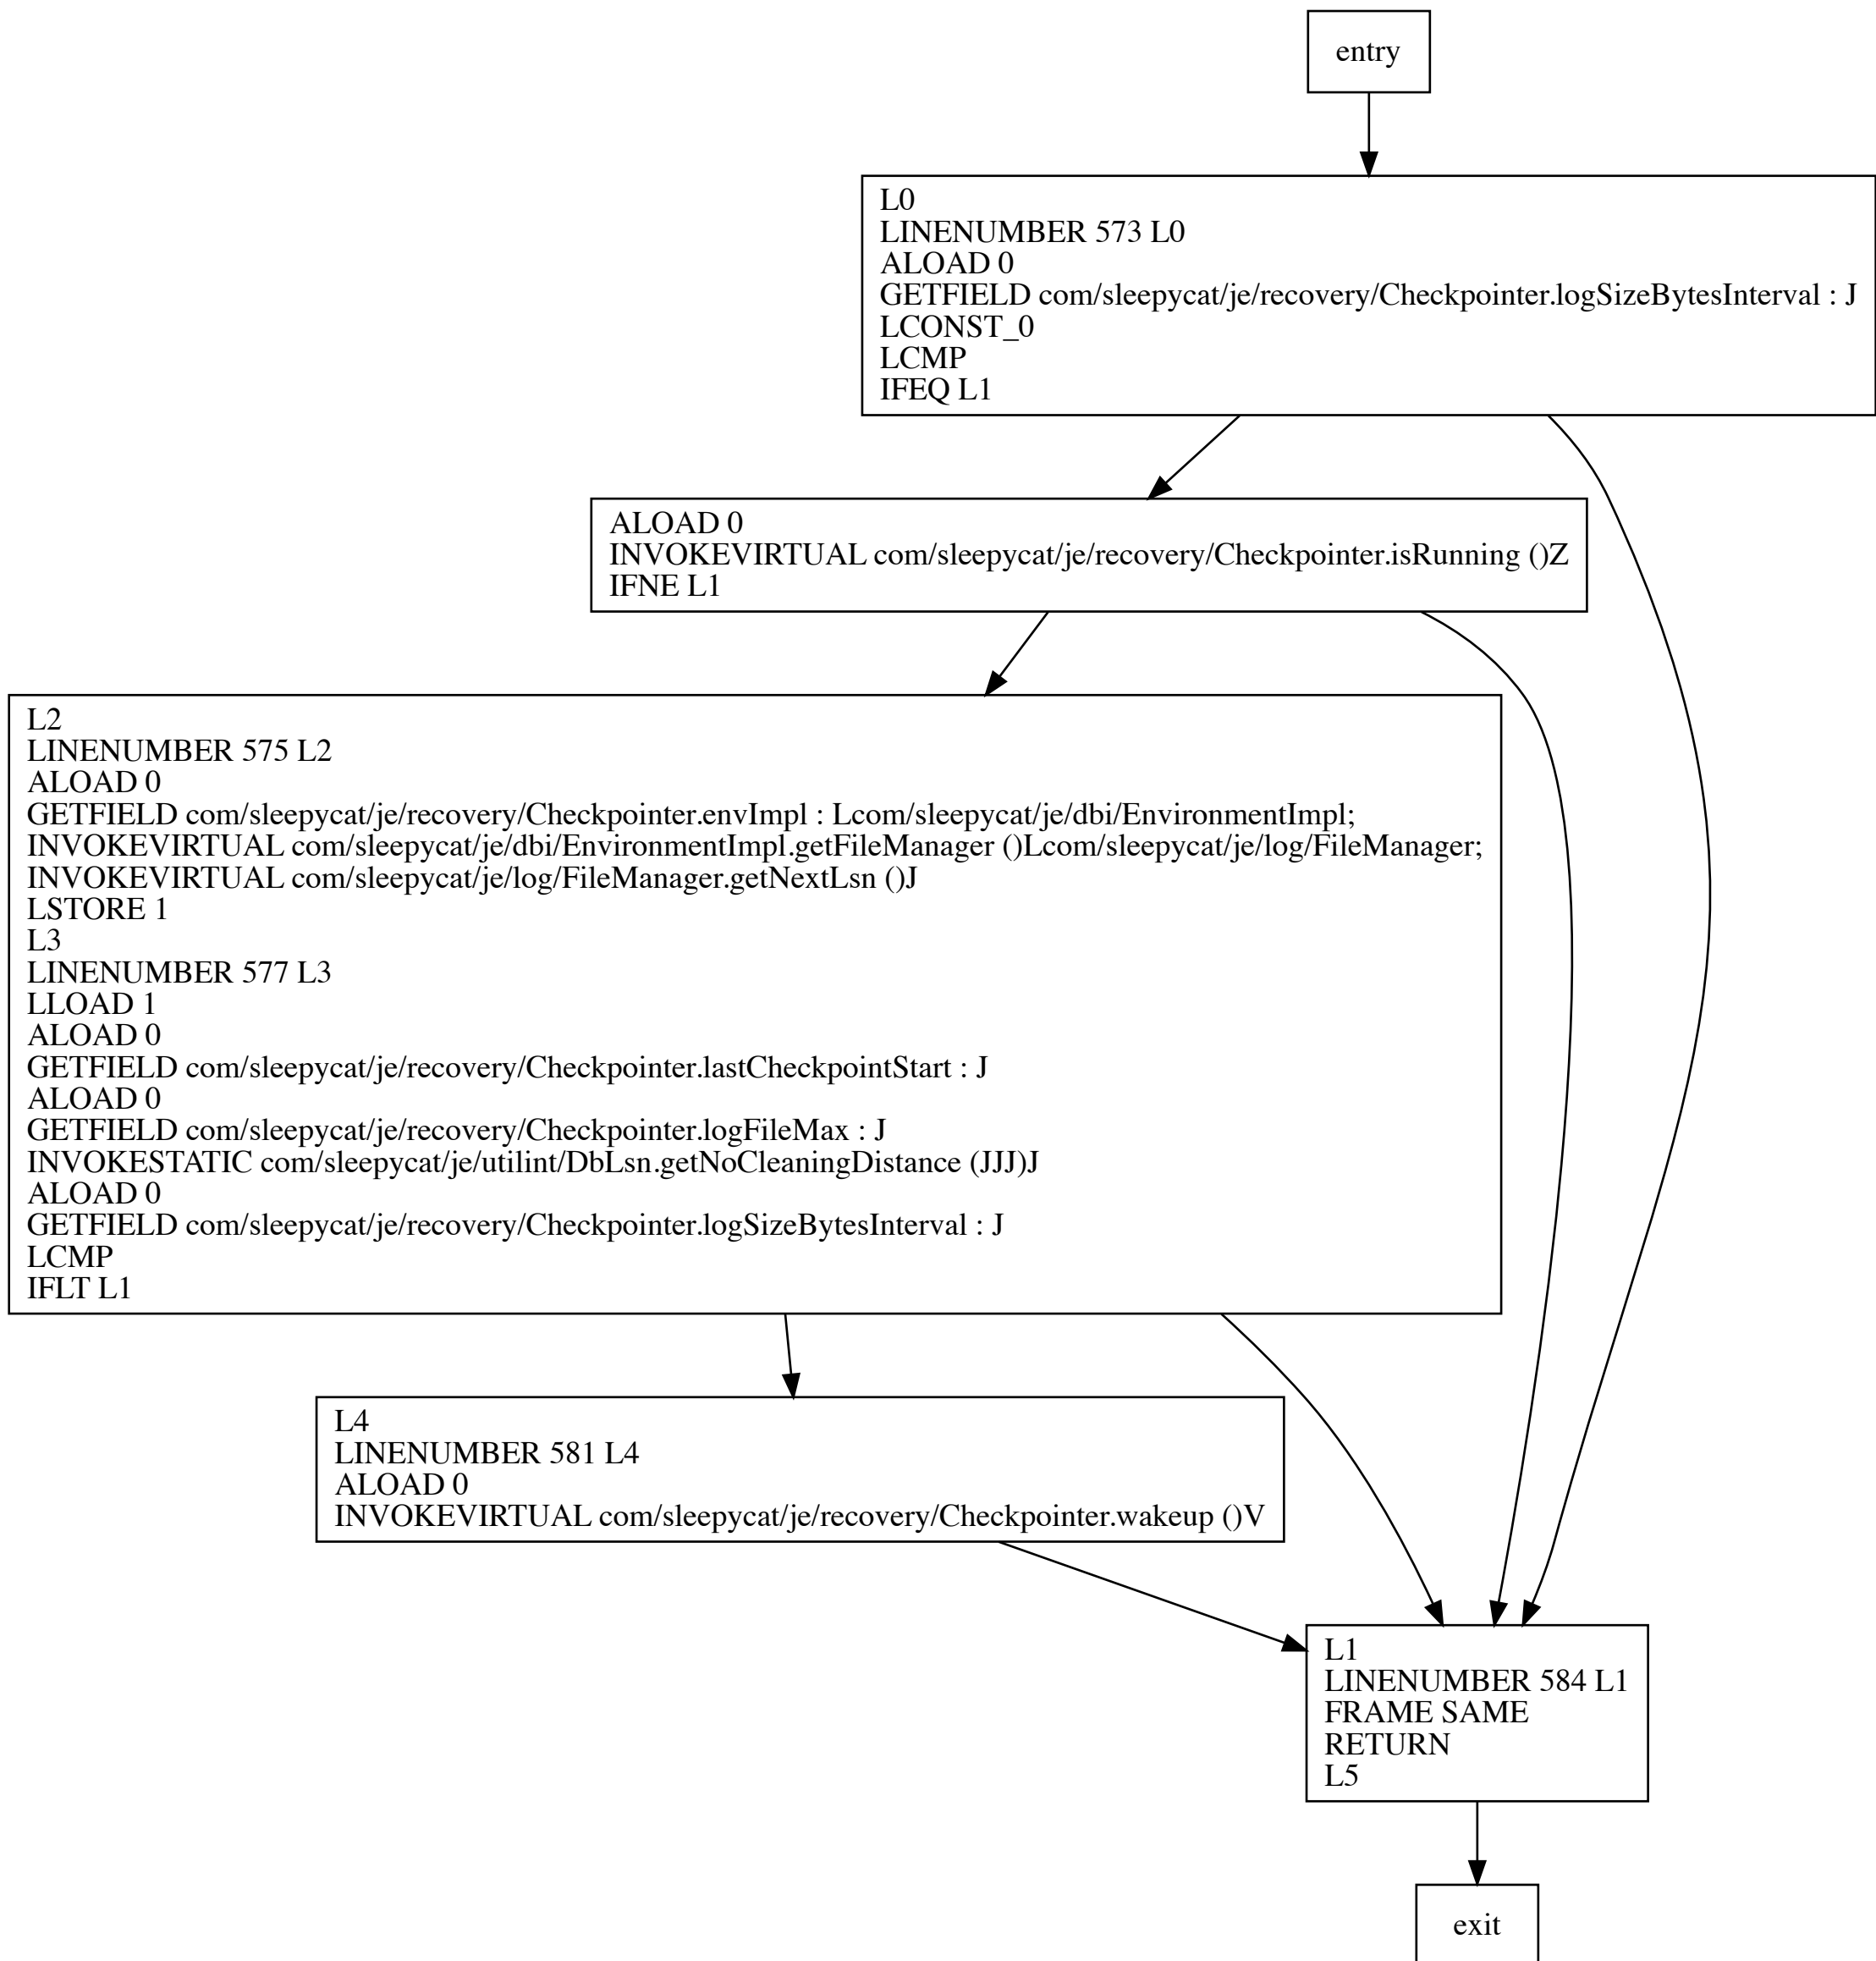 entry
L0
LINENUMBER 573 L0
ALOAD 0
GETFIELD com/sleepycat/je/recovery/Checkpointer.logSizeBytesInterval : J
LCONST_0
LCMP
IFEQ L1
ALOAD 0
INVOKEVIRTUAL com/sleepycat/je/recovery/Checkpointer.isRunning ()Z
IFNE L1
L2
LINENUMBER 575 L2
ALOAD 0
GETFIELD com/sleepycat/je/recovery/Checkpointer.envImpl : Lcom/sleepycat/je/dbi/EnvironmentImpl;
INVOKEVIRTUAL com/sleepycat/je/dbi/EnvironmentImpl.getFileManager ()Lcom/sleepycat/je/log/FileManager;
INVOKEVIRTUAL com/sleepycat/je/log/FileManager.getNextLsn ()J
LSTORE 1
L3
LINENUMBER 577 L3
LLOAD 1
ALOAD 0
GETFIELD com/sleepycat/je/recovery/Checkpointer.lastCheckpointStart : J
ALOAD 0
GETFIELD com/sleepycat/je/recovery/Checkpointer.logFileMax : J
INVOKESTATIC com/sleepycat/je/utilint/DbLsn.getNoCleaningDistance (JJJ)J
ALOAD 0
GETFIELD com/sleepycat/je/recovery/Checkpointer.logSizeBytesInterval : J
LCMP
IFLT L1
L4
LINENUMBER 581 L4
ALOAD 0
INVOKEVIRTUAL com/sleepycat/je/recovery/Checkpointer.wakeup ()V
L1
LINENUMBER 584 L1
FRAME SAME
RETURN
L5
exit